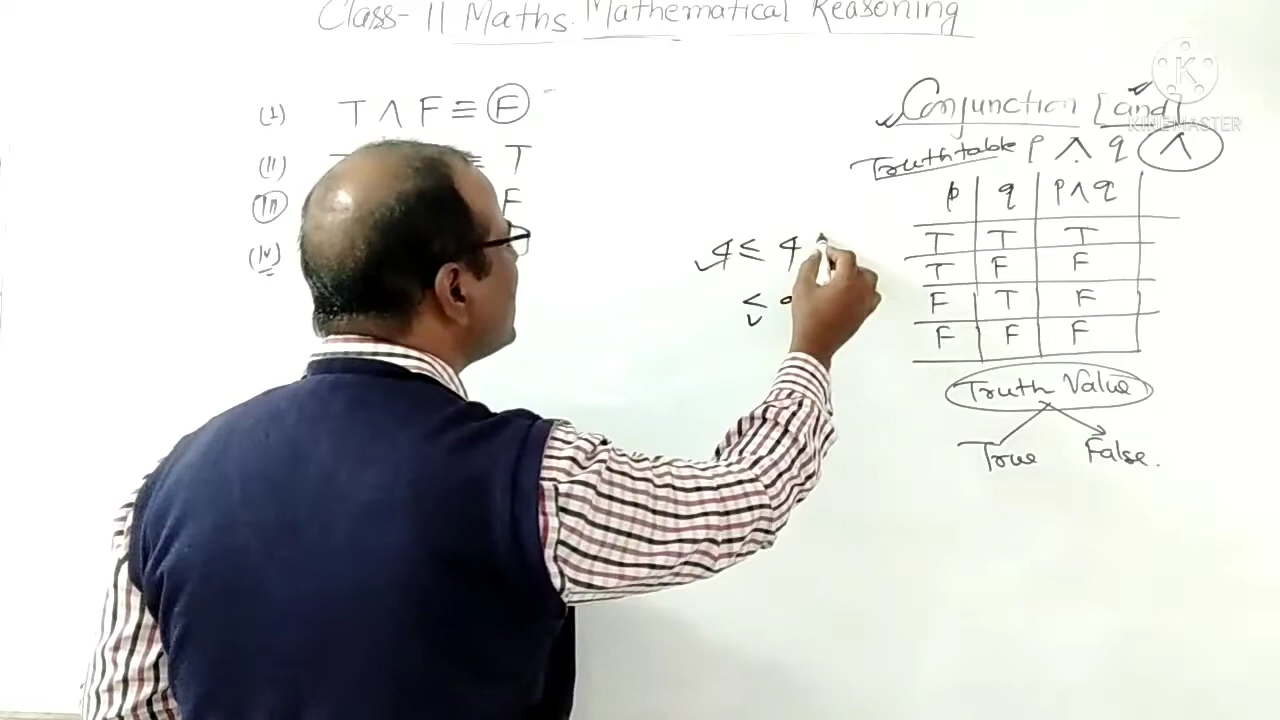 Class-11 Maths. Mathematical Reasoning
(I) T ∧ F ≡ F
(II) ≡ T
(III) F
(IV)
4 ≤ 4
≤
Conjunction [and]
KINEMASTER
Truth table p ∧ q ∧
p q p∧q
T T T
T F F
F T F
F F F
Truth Value
True False.